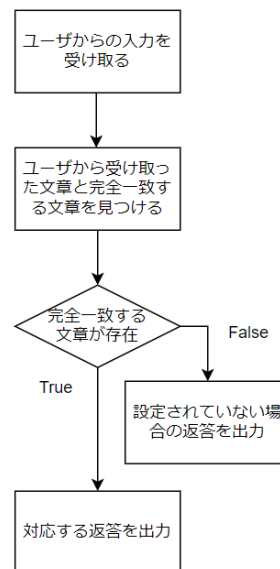 ユーザからの入力を
受け取る
ユーザから受け取っ
た文章と完全一致す
る文章を見つける
完全一致する
文章が存在
False
True
設定されていない場
合の返答を出力
対応する返答を出力